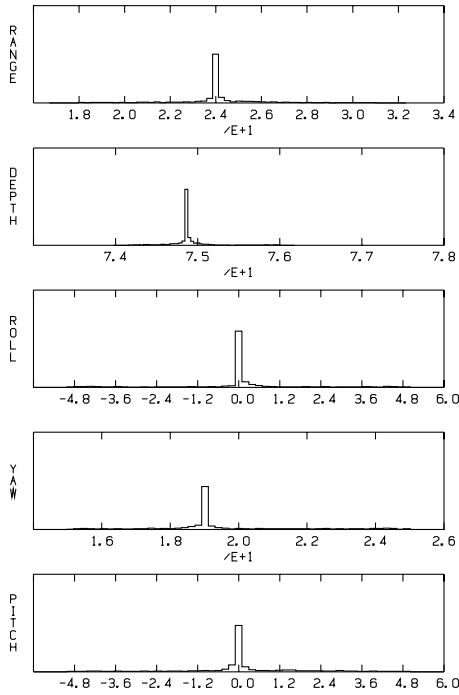 RANGE
1.8 2.0 2.2 2.4 2.6 2.8 3.0 3.2 3.4
/E+1
DEPTH
7.4 7.5 7.6 7.7 7.8
/E+1
ROLL
-4.8 -3.6 -2.4 -1.2 0.0 1.2 2.4 3.6 4.8 6.0
YAW
1.6 1.8 2.0 2.2 2.4 2.6
/E+1
PITCH
-4.8 -3.6 -2.4 -1.2 0.0 1.2 2.4 3.6 4.8 6.0